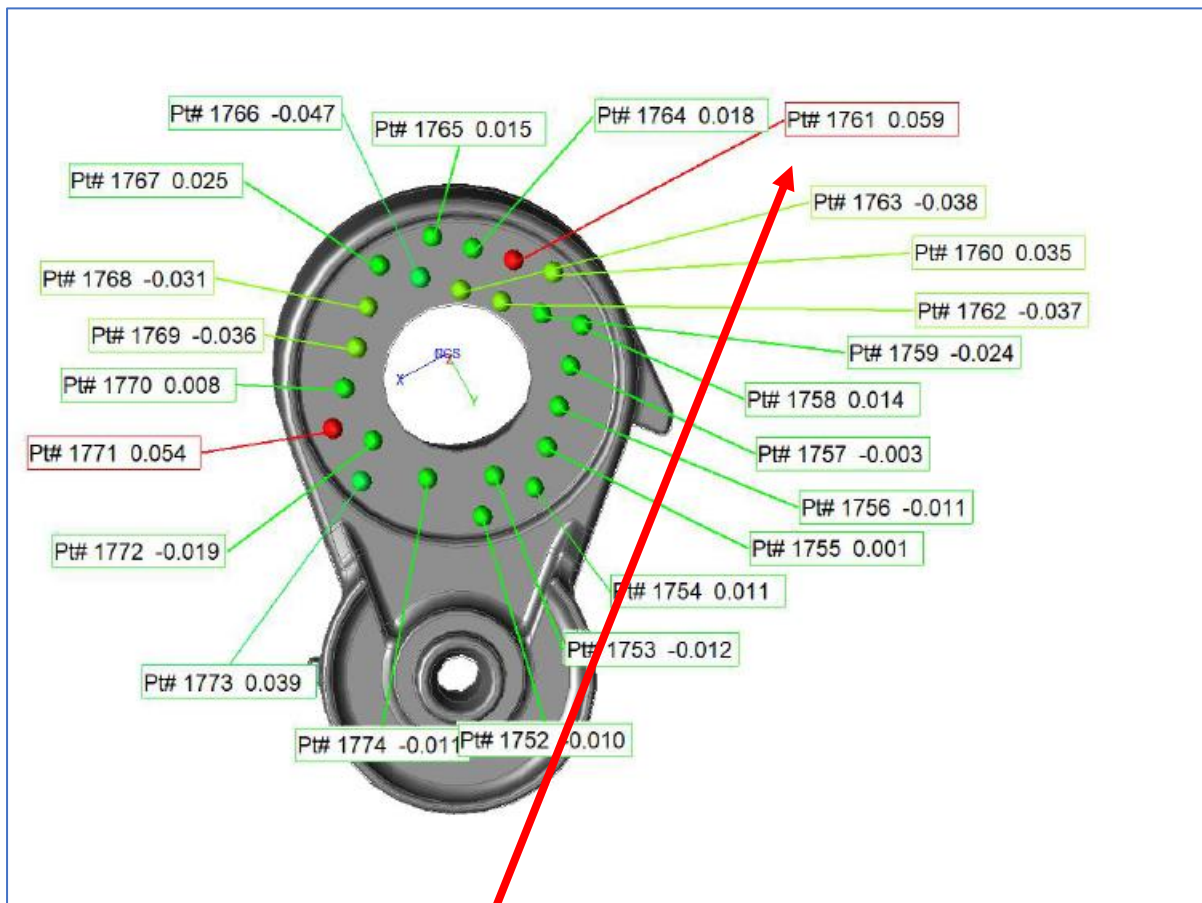 Pt# 1766 -0.047
Pt# 1765 0.015
Pt# 1764 0.018
Pt# 1761 0.059
Pt# 1767 0.025
Pt# 1763 -0.038
Pt# 1760 0.035
Pt# 1768 -0.031
Pt# 1762 -0.037
Pt# 1769 -0.036
Pt# 1759 -0.024
Pt# 1770 0.008
Pt# 1758 0.014
Pt# 1771 0.054
Pt# 1757 -0.003
Pt# 1756 -0.011
Pt# 1772 -0.019
Pt# 1755 0.001
Pt# 1754 0.011
Pt# 1753 -0.012
Pt# 1773 0.039
Pt# 1774 -0.011
Pt# 1752 -0.010
X
Y